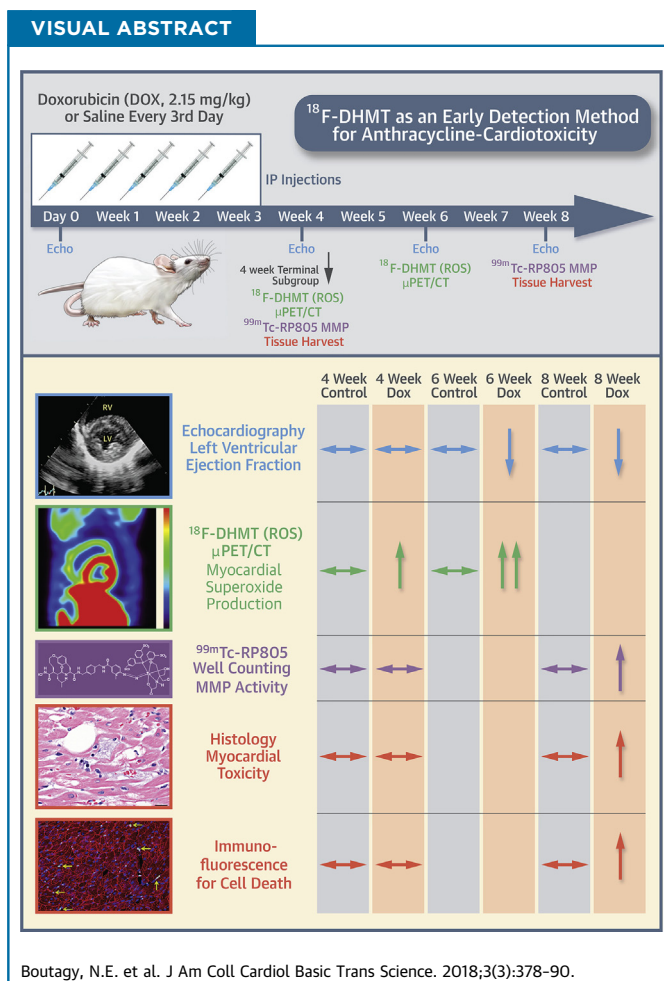 VISUAL ABSTRACT
Doxorubicin (DOX, 2.15 mg/kg)
or Saline Every 3rd Day
18F-DHMT as an Early Detection Method
for Anthracycline-Cardiotoxicity
IP Injections
Day 0 Week 1 Week 2 Week 3 Week 4 Week 5 Week 6 Week 7 Week 8
Echo Echo Echo Echo
4 week Terminal
Subgroup
18F-DHMT (ROS)
µPET/CT
99mTc-RP805 MMP
Tissue Harvest
18F-DHMT (ROS)
µPET/CT
99mTc-RP805 MMP
Tissue Harvest
4 Week 4 Week 6 Week 6 Week 8 Week 8 Week
Control Dox Control Dox Control Dox
RV
LV
Echocardiography
Left Ventricular
Ejection Fraction
18F-DHMT (ROS)
µPET/CT
Myocardial
Superoxide
Production
99mTc-RP805
Well Counting
MMP Activity
Histology
Myocardial
Toxicity
Immuno-
fluorescence
for Cell Death
Boutagy, N.E. et al. J Am Coll Cardiol Basic Trans Science. 2018;3(3):378–90.